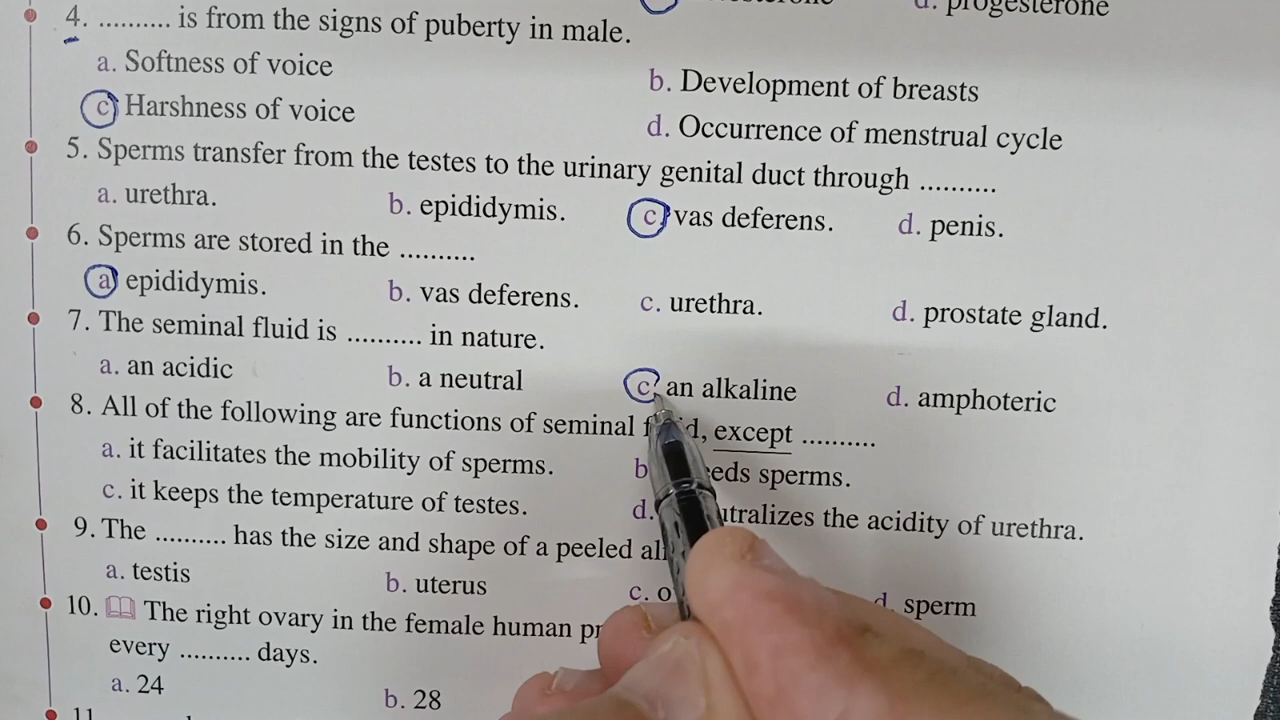 d. progesterone
4. .......... is from the signs of puberty in male.
a. Softness of voice b. Development of breasts
c. Harshness of voice d. Occurrence of menstrual cycle
5. Sperms transfer from the testes to the urinary genital duct through ..........
a. urethra. b. epididymis. c. vas deferens. d. penis.
6. Sperms are stored in the ..........
a. epididymis. b. vas deferens. c. urethra. d. prostate gland.
7. The seminal fluid is .......... in nature.
a. an acidic b. a neutral c. an alkaline d. amphoteric
8. All of the following are functions of seminal except ..........
a. it facilitates the mobility of sperms. b sperms.
c. it keeps the temperature of testes. d. the acidity of urethra.
9. The .......... has the size and shape of a peeled
a. testis b. uterus c. d. sperm
10. The right ovary in the female human
every .......... days.
a. 24 b. 28
11.